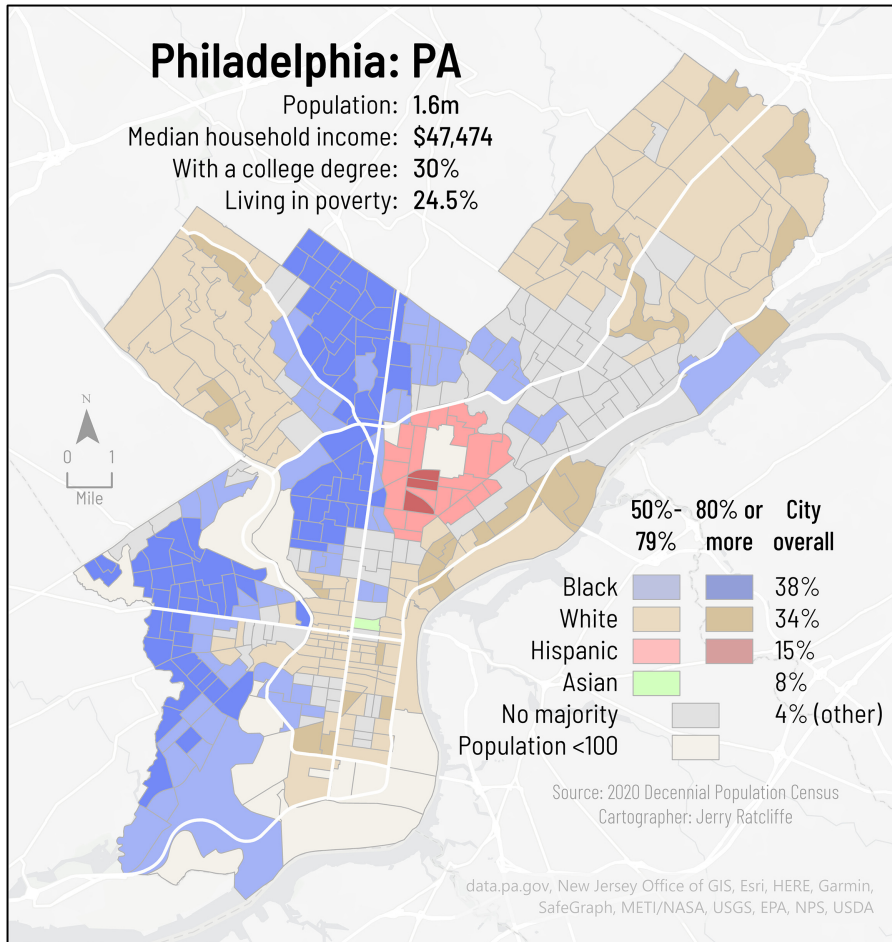 Philadelphia: PA
Population: 1.6m
Median household income: $47,474
With a college degree: 30%
Living in poverty: 24.5%
N
0 1
Mile
50%- 80% or City
79% more overall
Black 38%
White 34%
Hispanic 15%
Asian 8%
No majority 4% (other)
Population <100
Source: 2020 Decennial Population Census
Cartographer: Jerry Ratcliffe
data.pa.gov, New Jersey Office of GIS, Esri, HERE, Garmin,
SafeGraph, METI/NASA, USGS, EPA, NPS, USDA